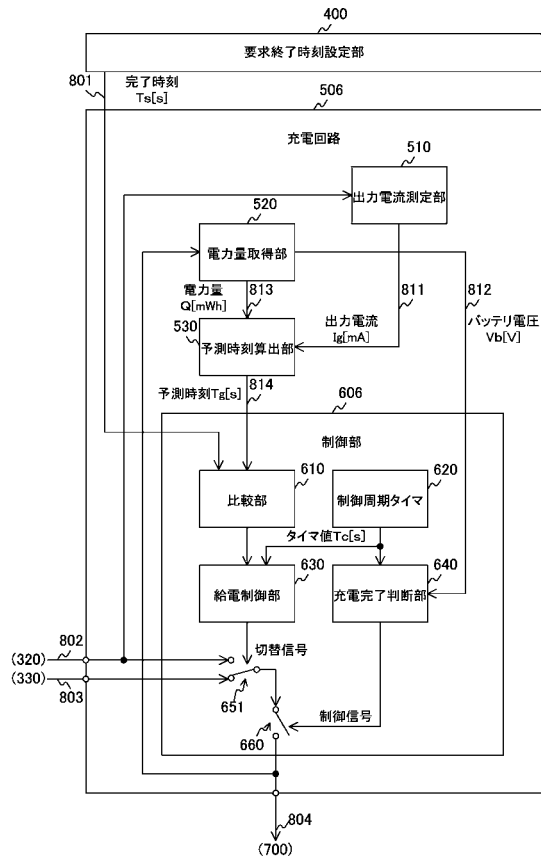 400
要求終了時刻設定部
801
完了時刻
Ts[s]
506
充電回路
510
出力電流測定部
520
電力量取得部
電力量
Q[mWh]
813
811
812
出力電流
Ig[mA]
バッテリ電圧
Vb[V]
530
予測時刻算出部
予測時刻Tg[s]
814
606
制御部
610
比較部
620
制御周期タイマ
タイマ値Tc[s]
630
給電制御部
640
充電完了判断部
切替信号
(320)
802
(330)
803
651
制御信号
660
804
(700)